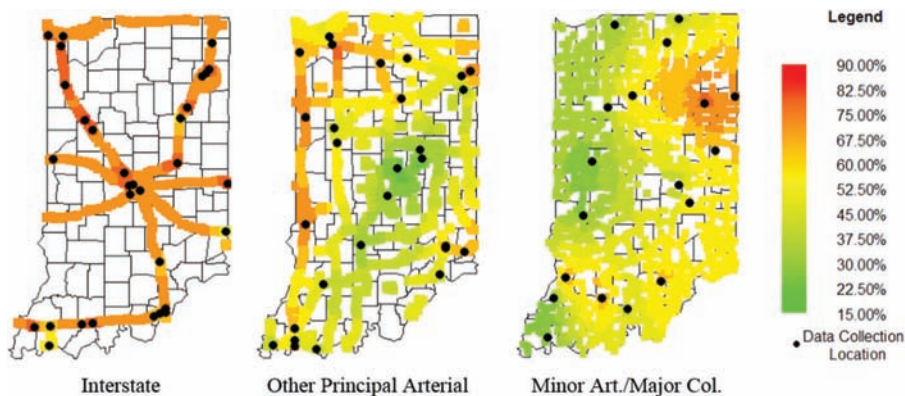 Legend
90.00%
82.50%
75.00%
67.50%
60.00%
52.50%
45.00%
37.50%
30.00%
22.50%
15.00%
Data Collection
Location
Interstate
Other Principal Arterial
Minor Art./Major Col.